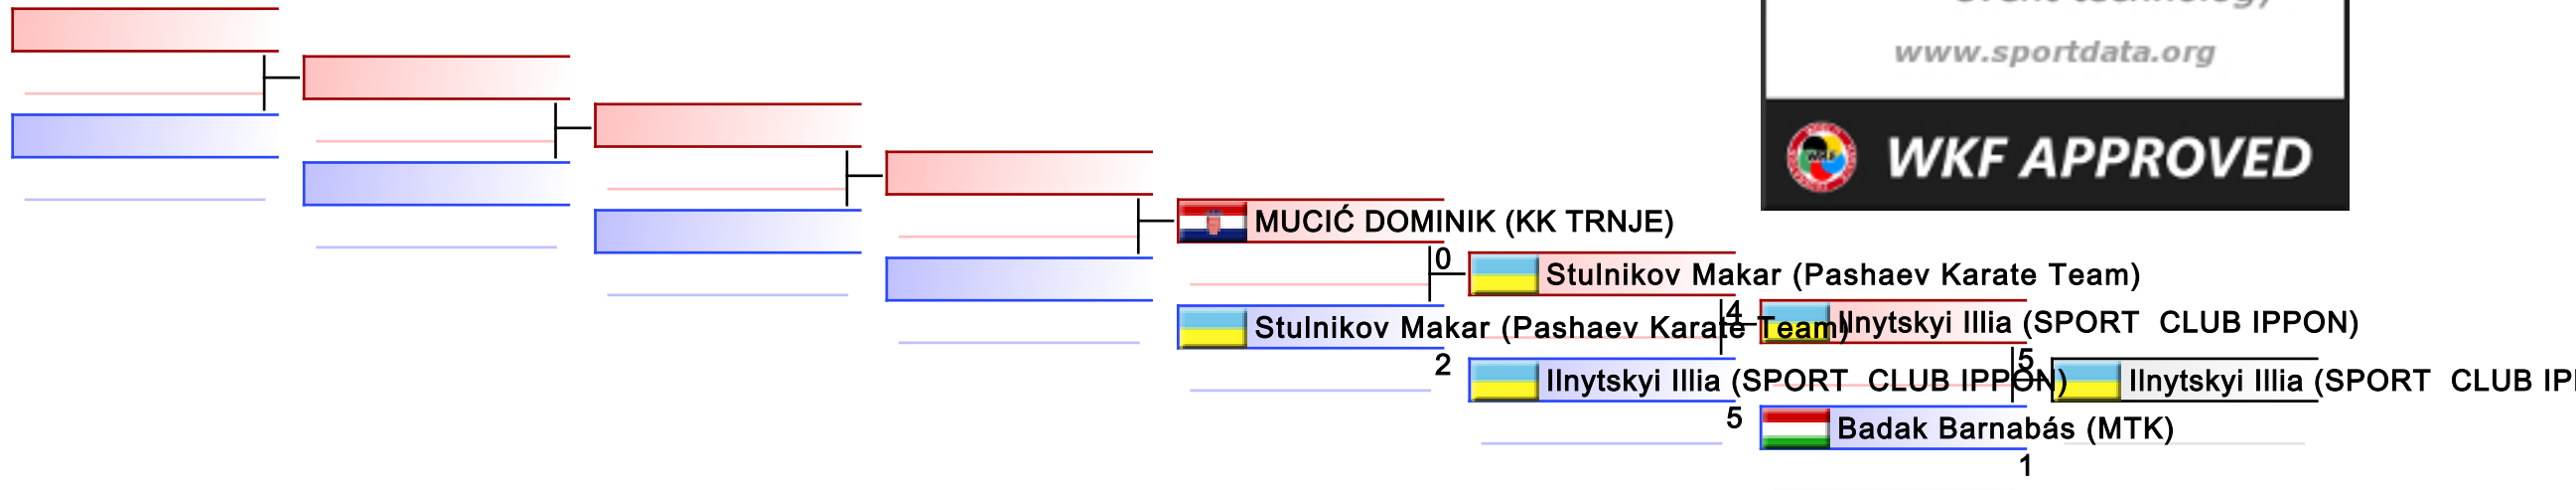 www.sportdata.org
WKF APPROVED
MUCIĆ DOMINIK (KK TRNJE)
0
Stulnikov Makar (Pashaev Karate Team)
4
Stulnikov Makar (Pashaev Karate Team)
2
Ilnytskyi Illia (SPORT CLUB IPPON)
5
Ilnytskyi Illia (SPORT CLUB IPPON)
5
Ilnytskyi Illia (SPORT CLUB
Badak Barnabás (MTK)
1